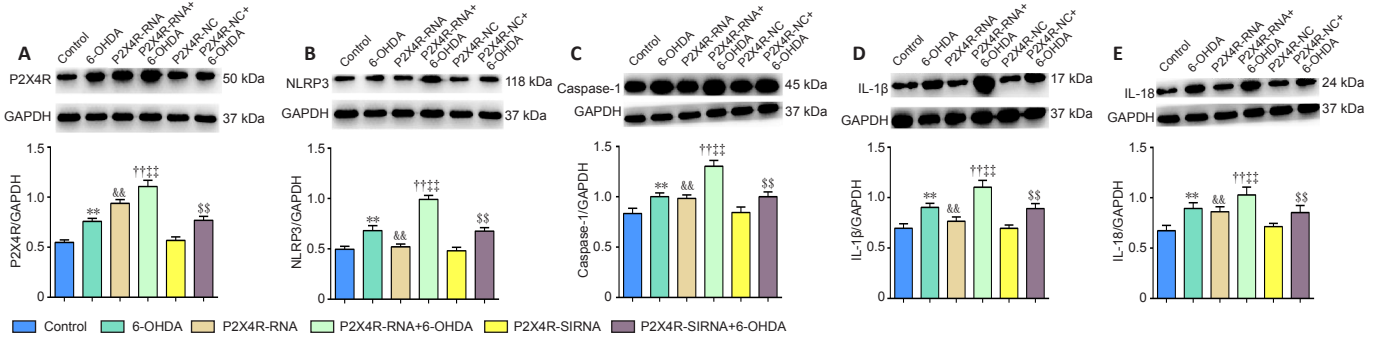 A
Control
6-OHDA
P2X4R-RNA
P2X4R-RNA+
6-OHDA
P2X4R-NC
P2X4R-NC+
6-OHDA
P2X4R
50 kDa
GAPDH
37 kDa
P2X4R/GAPDH
1.5
1.0
0.5
0
**
&&
††‡‡
$$
B
Control
6-OHDA
P2X4R-RNA
P2X4R-RNA+
6-OHDA
P2X4R-NC
P2X4R-NC+
6-OHDA
NLRP3
118 kDa
GAPDH
37 kDa
NLRP3/GAPDH
1.5
1.0
0.5
0
**
&&
††‡‡
$$
C
Control
6-OHDA
P2X4R-RNA
P2X4R-RNA+
6-OHDA
P2X4R-NC
P2X4R-NC+
6-OHDA
Caspase-1
45 kDa
GAPDH
37 kDa
Caspase-1/GAPDH
1.5
1.0
0.5
0
**
&&
††‡‡
$$
D
Control
6-OHDA
P2X4R-RNA
P2X4R-RNA+
6-OHDA
P2X4R-NC
P2X4R-NC+
6-OHDA
IL-1β
17 kDa
GAPDH
37 kDa
IL-1β/GAPDH
1.5
1.0
0.5
0
**
&&
††‡‡
$$
E
Control
6-OHDA
P2X4R-RNA
P2X4R-RNA+
6-OHDA
P2X4R-NC
P2X4R-NC+
6-OHDA
IL-18
24 kDa
GAPDH
37 kDa
IL-18/GAPDH
1.5
1.0
0.5
0
**
&&
††‡‡
$$
Control 6-OHDA P2X4R-RNA P2X4R-RNA+6-OHDA P2X4R-SIRNA P2X4R-SIRNA+6-OHDA